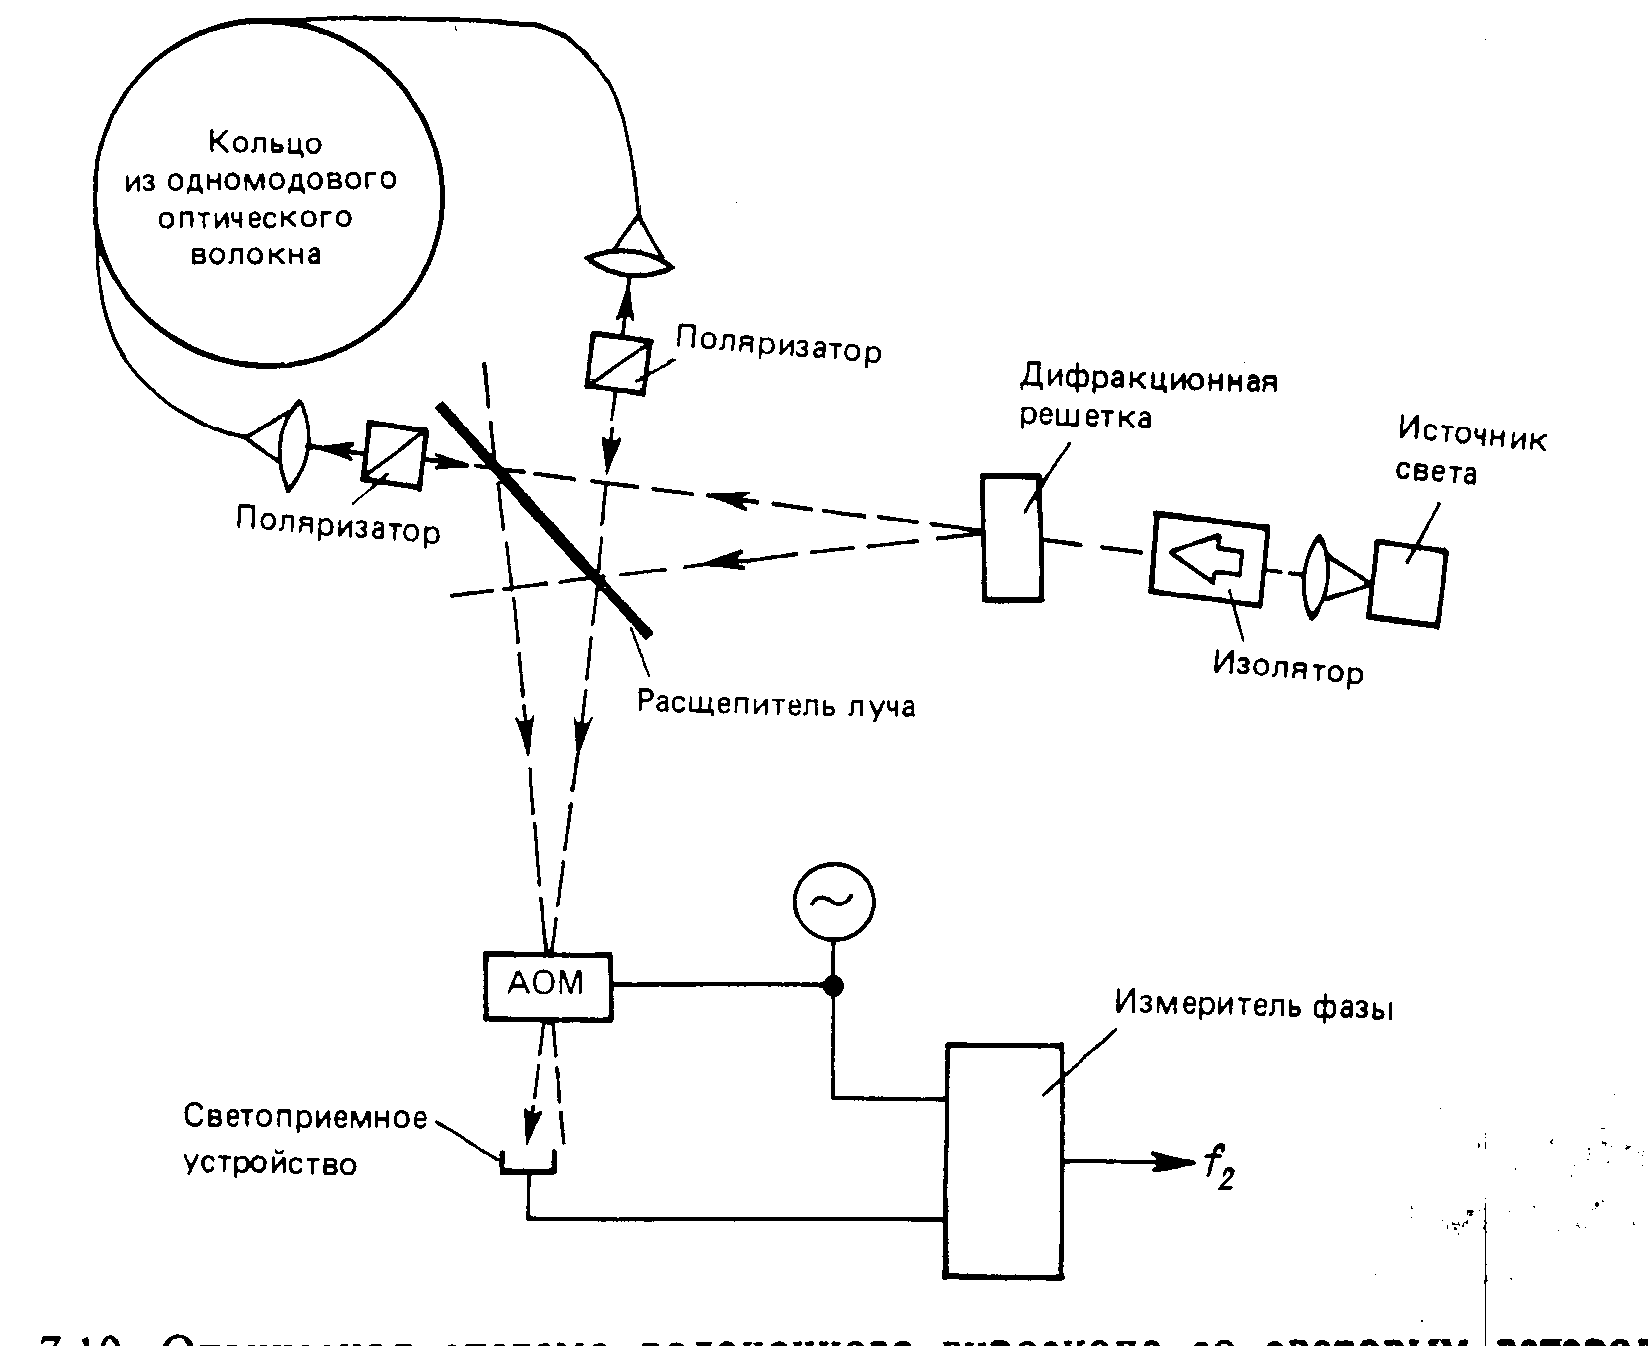 Кольцо
из одномодового
оптического
волокна
Поляризатор
Дифракционная
решетка
Источник
света
Поляризатор
Изолятор
Расщепитель луча
~
АОМ
Измеритель фазы
Светоприемное
устройство
f₂